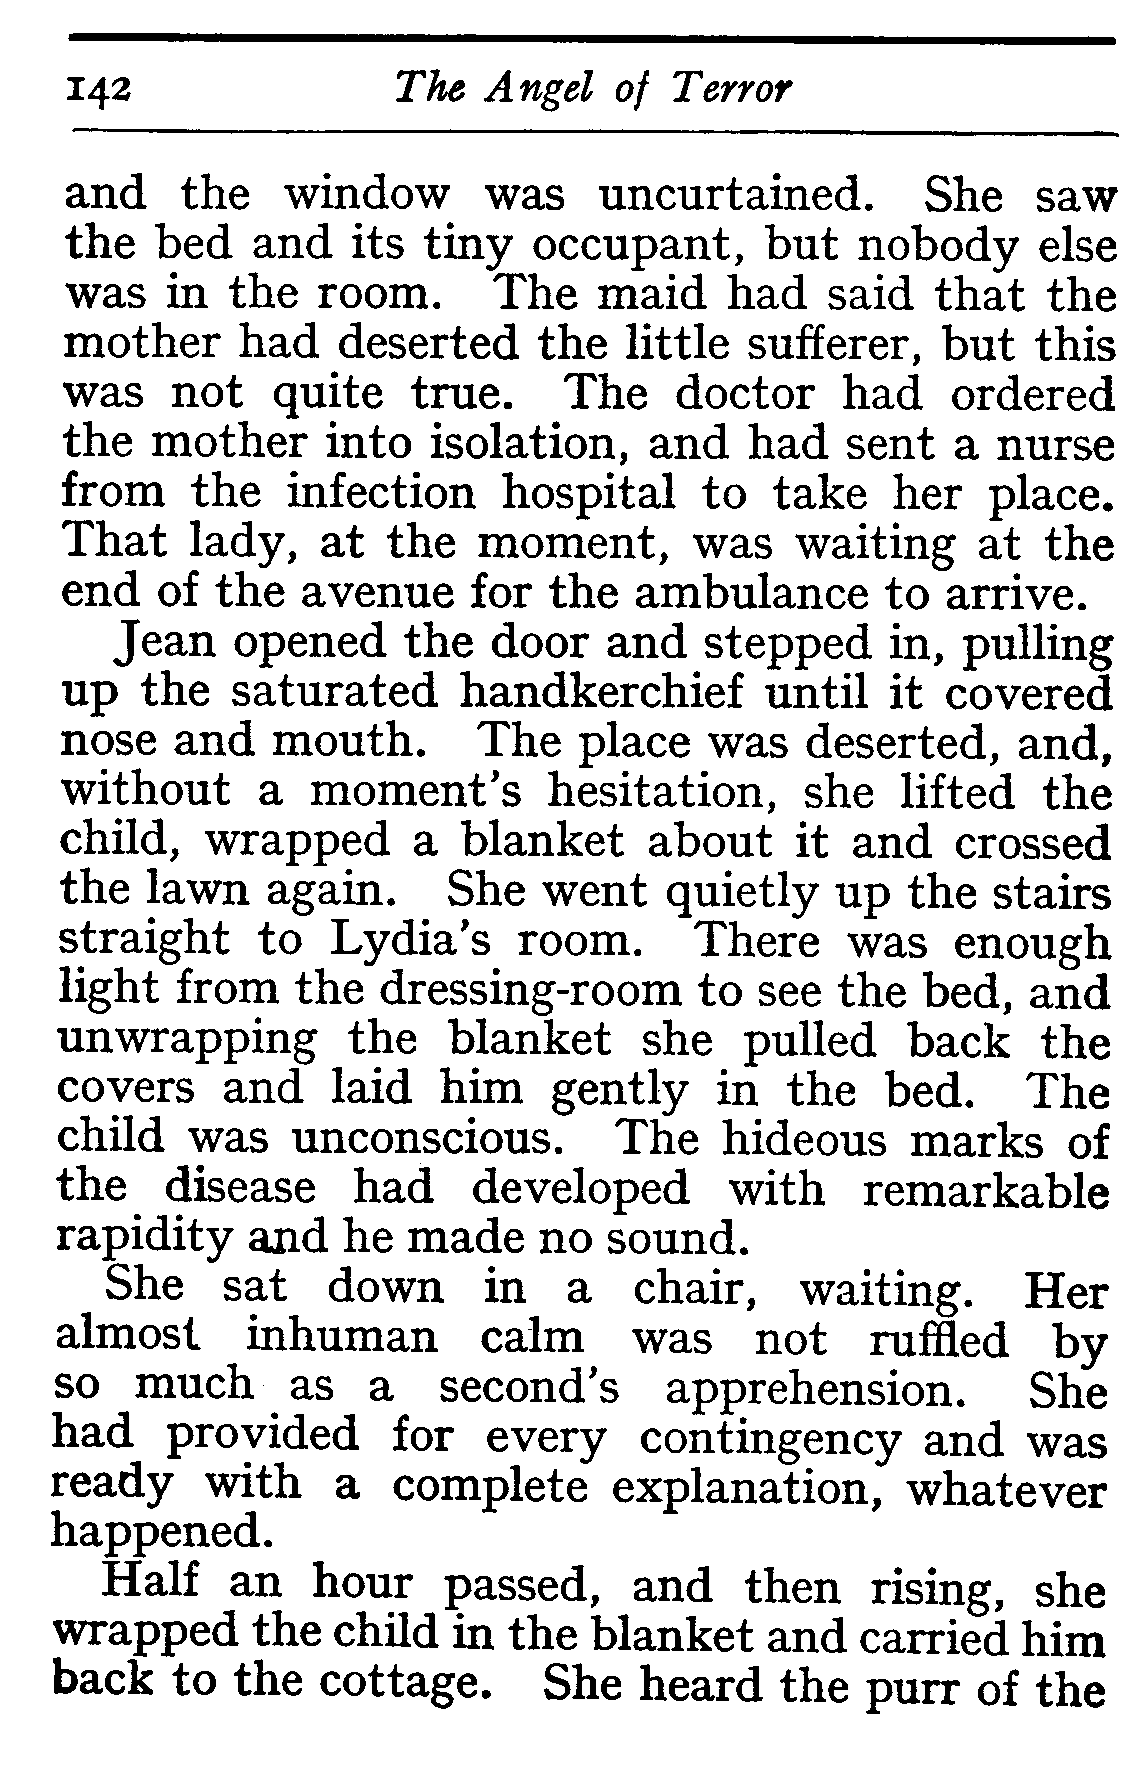 142 The Angel of Terror
and the window was uncurtained. She saw
the bed and its tiny occupant, but nobody else
was in the room. The maid had said that the
mother had deserted the little sufferer, but this
was not quite true. The doctor had ordered
the mother into isolation, and had sent a nurse
from the infection hospital to take her place.
That lady, at the moment, was waiting at the
end of the avenue for the ambulance to arrive.
Jean opened the door and stepped in, pulling
up the saturated handkerchief until it covered
nose and mouth. The place was deserted, and,
without a moment's hesitation, she lifted the
child, wrapped a blanket about it and crossed
the lawn again. She went quietly up the stairs
straight to Lydia's room. There was enough
light from the dressing-room to see the bed, and
unwrapping the blanket she pulled back the
covers and laid him gently in the bed. The
child was unconscious. The hideous marks of
the disease had developed with remarkable
rapidity and he made no sound.
She sat down in a chair, waiting. Her
almost inhuman calm was not ruffled by
so much as a second's apprehension. She
had provided for every contingency and was
ready with a complete explanation, whatever
happened.
Half an hour passed, and then rising, she
wrapped the child in the blanket and carried him
back to the cottage. She heard the purr of the